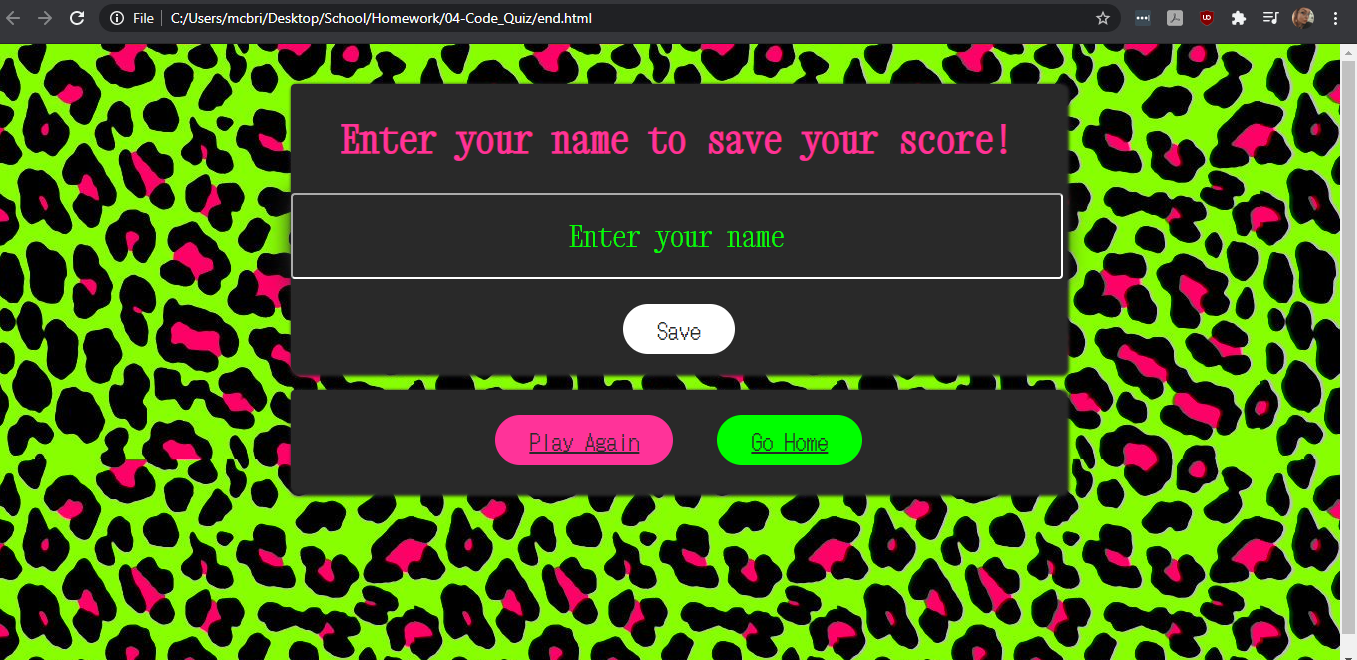 File
C:/Users/mcbri/Desktop/School/Homework/04-Code_Quiz/end.html
Enter your name to save your score!
Enter your name
Save
Play Again
Go Home